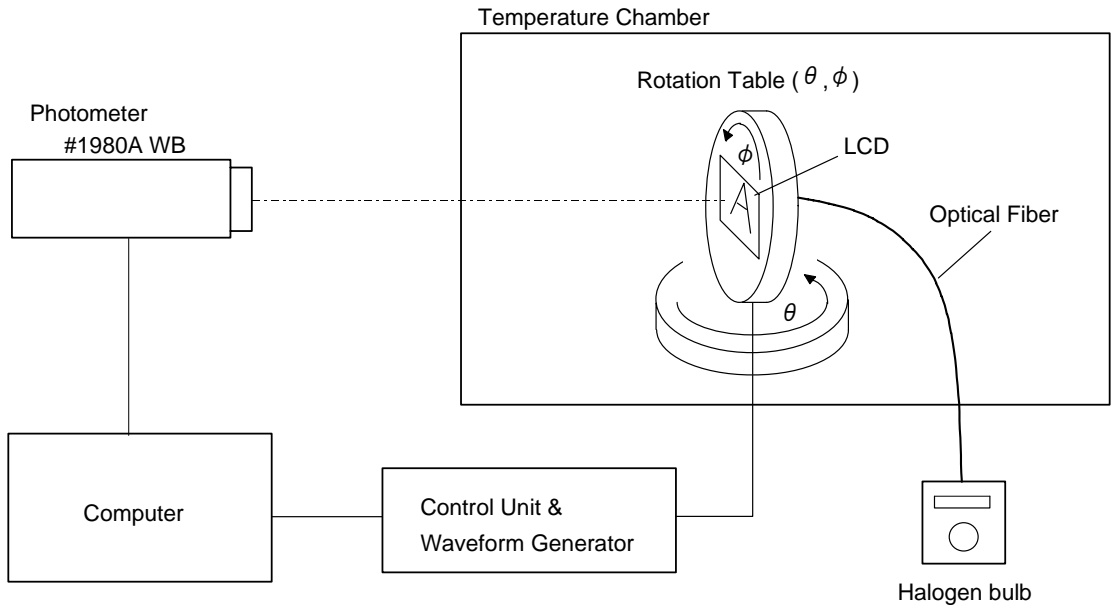 Temperature Chamber
Rotation Table ( θ , φ )
Photometer
#1980A WB
φ
LCD
A
Optical Fiber
θ
Computer
Control Unit &
Waveform Generator
Halogen bulb